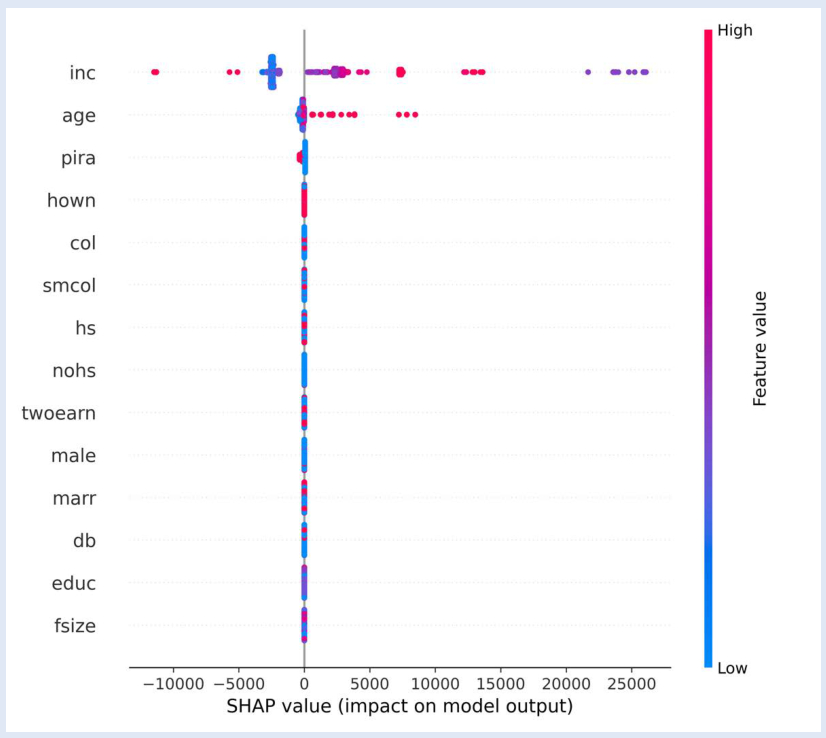 High
inc
age
pira
hown
col
smcol
hs
nohs
twoearn
male
marr
db
educ
fsize
Feature value
Low
−10000 −5000 0 5000 10000 15000 20000 25000
SHAP value (impact on model output)